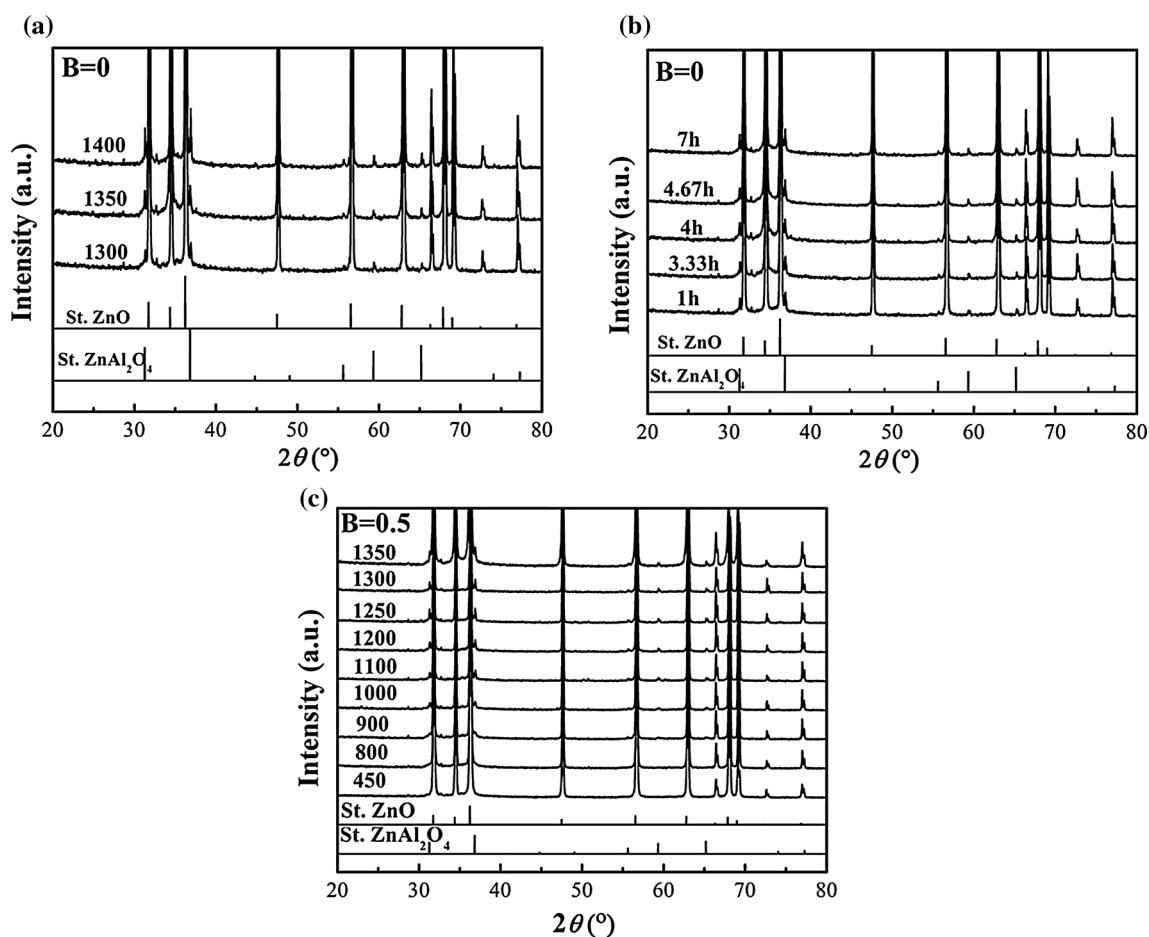 (a)
B=0
1400
1350
1300
St. ZnO
St. ZnAl₂O₄
Intensity (a.u.)
20 30 40 50 60 70 80
2θ (°)
(b)
B=0
7h
4.67h
4h
3.33h
1h
St. ZnO
St. ZnAl₂O₄
Intensity (a.u.)
20 30 40 50 60 70 80
2θ (°)
(c)
B=0.5
1350
1300
1250
1200
1100
1000
900
800
450
St. ZnO
St. ZnAl₂O₄
Intensity (a.u.)
20 30 40 50 60 70 80
2θ (°)